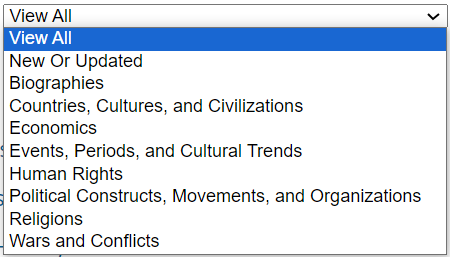 View All
View All
New Or Updated
Biographies
Countries, Cultures, and Civilizations
Economics
Events, Periods, and Cultural Trends
Human Rights
Political Constructs, Movements, and Organizations
Religions
Wars and Conflicts